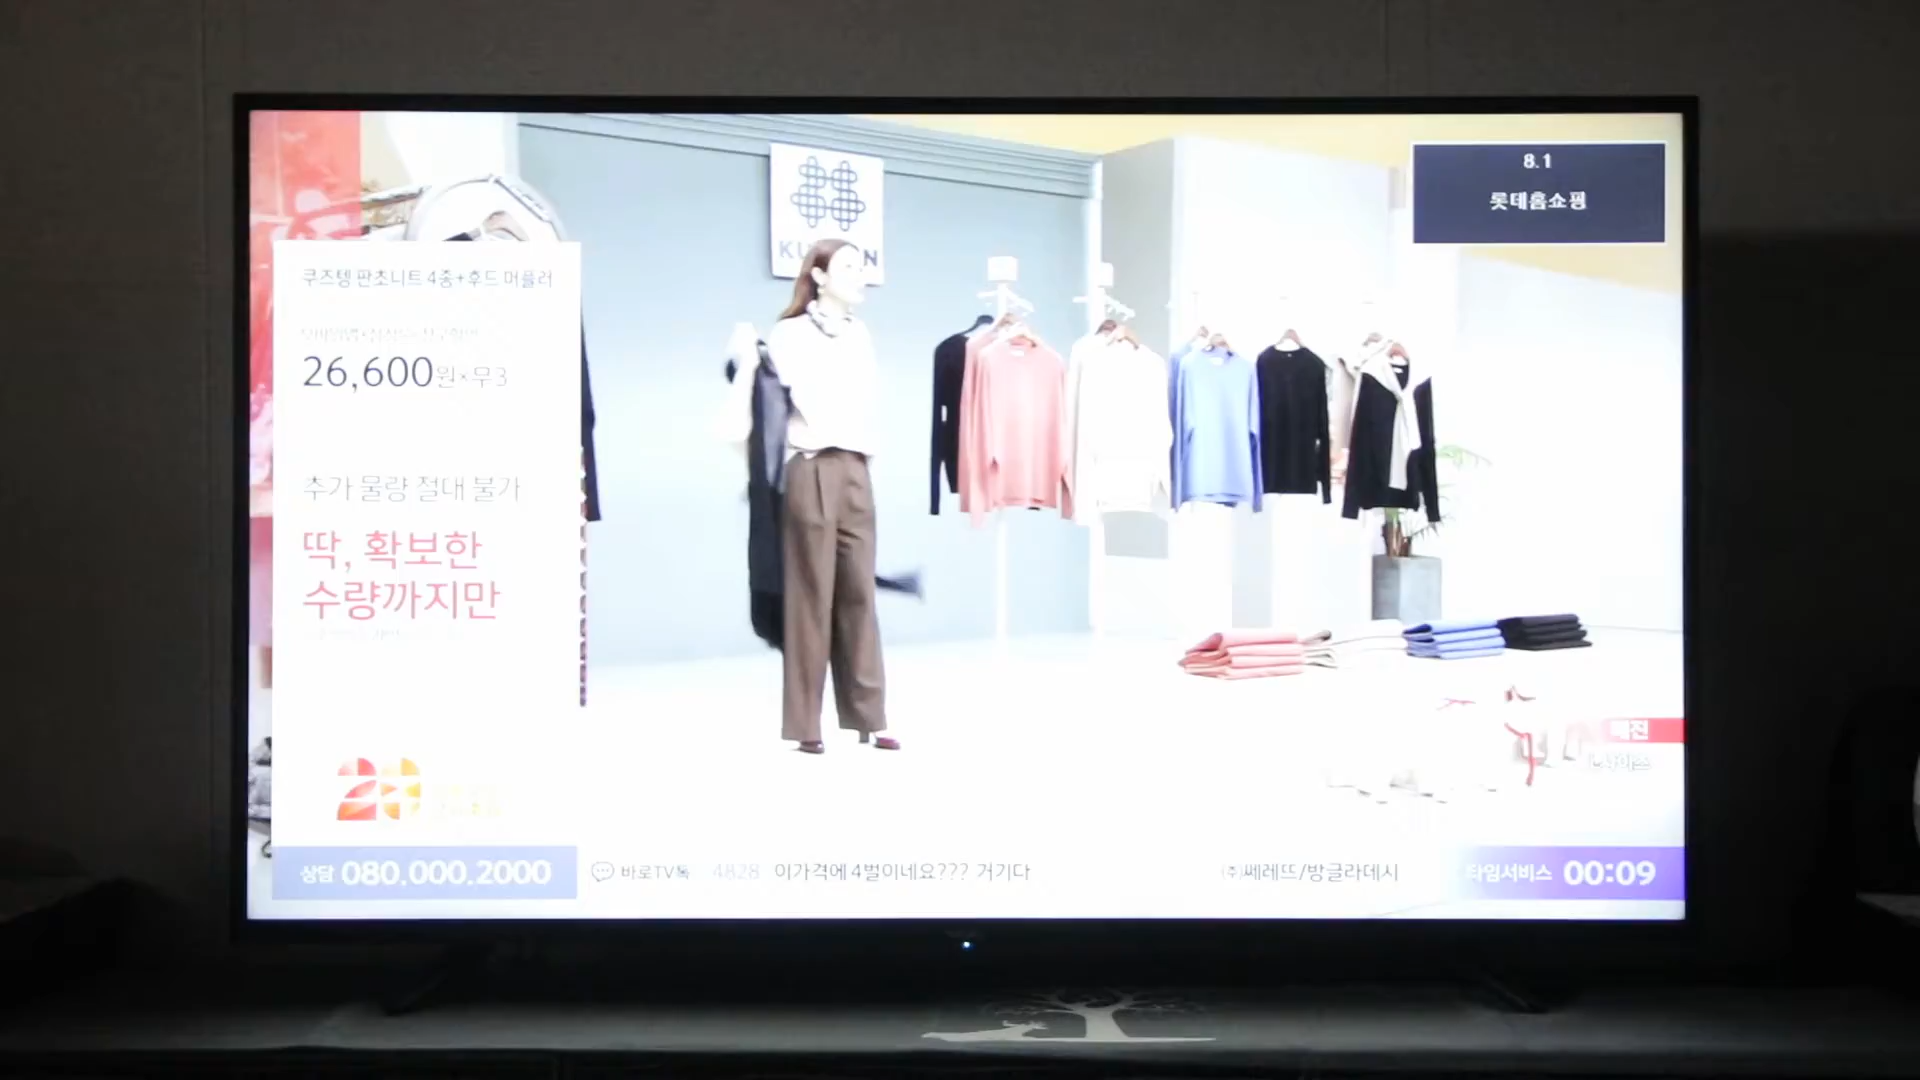 8.1
롯데홈쇼핑
쿠즈텡 판초니트 4종+후드 머플러
26,600원×무3
추가 물량 절대 불가
딱, 확보한
수량까지만
상담 080.000.2000
바로TV톡 4828 이가격에 4벌이네요??? 거기다
(주)쎄레뜨/방글라데시
타임서비스 00:09